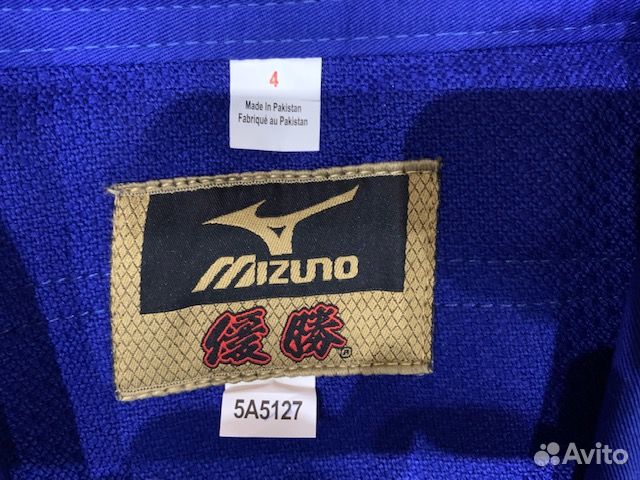 4
Made In Pakistan
Fabriqué au Pakistan
mizuno
優勝
®
5A5127
Avito